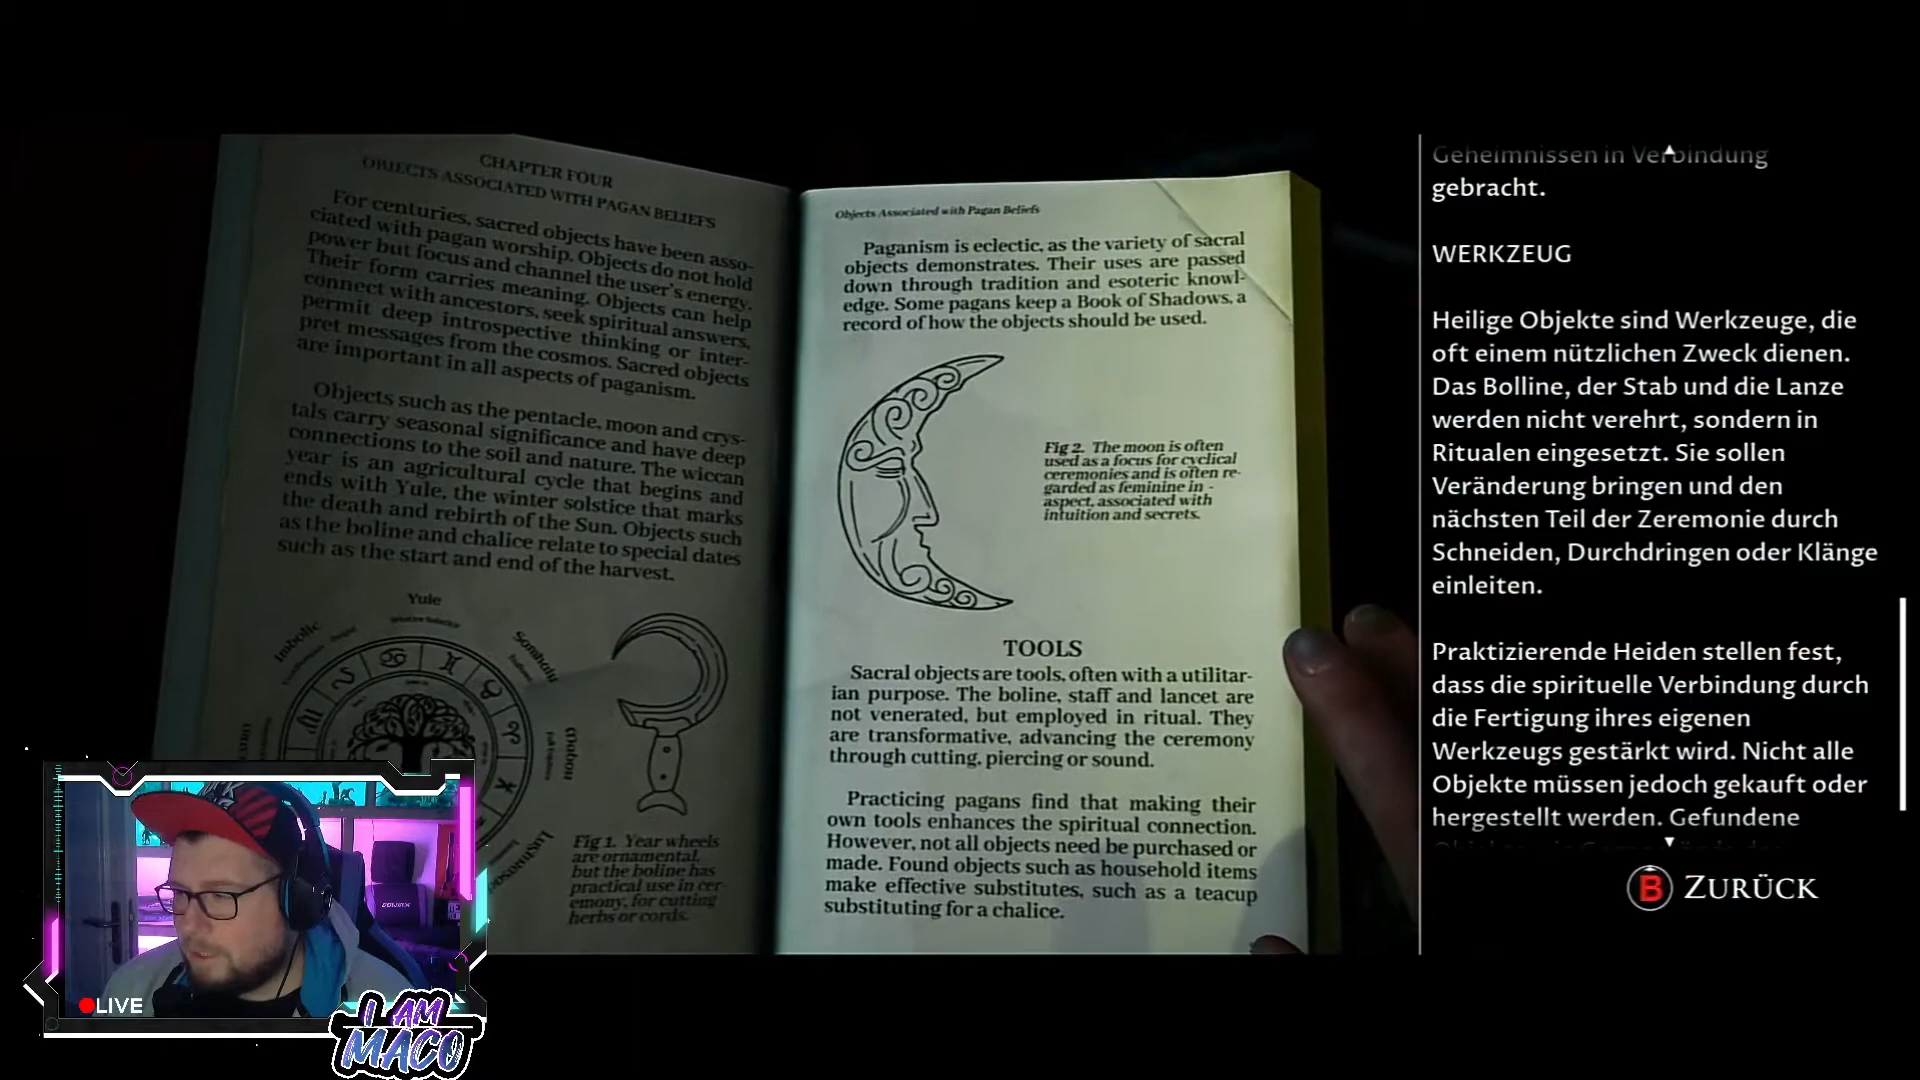 CHAPTER FOUR
OBJECTS ASSOCIATED WITH PAGAN BELIEFS
For centuries, sacred objects have been asso-
ciated with pagan worship. Objects do not hold
power but focus and channel the user's energy.
Their form carries meaning. Objects can help
connect with ancestors, seek spiritual answers,
permit deep introspective thinking or inter-
pret messages from the cosmos. Sacred objects
are important in all aspects of paganism.
Objects such as the pentacle, moon and crys-
tals carry seasonal significance and have deep
connections to the soil and nature. The wiccan
year is an agricultural cycle that begins and
ends with Yule, the winter solstice that marks
the death and rebirth of the Sun. Objects such
as the boline and chalice relate to special dates
such as the start and end of the harvest.
Yule
Imbolic
Samhain
Mabon
Fig 1. Year wheels
are ornamental,
but the boline has
practical use in cer-
emony, for cutting
herbs or cords.
Objects Associated with Pagan Beliefs
Paganism is eclectic, as the variety of sacral
objects demonstrates. Their uses are passed
down through tradition and esoteric knowl-
edge. Some pagans keep a Book of Shadows, a
record of how the objects should be used.
Fig 2. The moon is often
used as a focus for cyclical
ceremonies and is often re-
garded as feminine in -
aspect, associated with
intuition and secrets.
TOOLS
Sacral objects are tools, often with a utilitar-
ian purpose. The boline, staff and lancet are
not venerated, but employed in ritual. They
are transformative, advancing the ceremony
through cutting, piercing or sound.
Practicing pagans find that making their
own tools enhances the spiritual connection.
However, not all objects need be purchased or
made. Found objects such as household items
make effective substitutes, such as a teacup
substituting for a chalice.
Geheimnissen in Verbindung
gebracht.
WERKZEUG
Heilige Objekte sind Werkzeuge, die
oft einem nützlichen Zweck dienen.
Das Bolline, der Stab und die Lanze
werden nicht verehrt, sondern in
Ritualen eingesetzt. Sie sollen
Veränderung bringen und den
nächsten Teil der Zeremonie durch
Schneiden, Durchdringen oder Klänge
einleiten.
Praktizierende Heiden stellen fest,
dass die spirituelle Verbindung durch
die Fertigung ihres eigenen
Werkzeugs gestärkt wird. Nicht alle
Objekte müssen jedoch gekauft oder
hergestellt werden. Gefundene
B ZURÜCK
LIVE
I AM
MACO